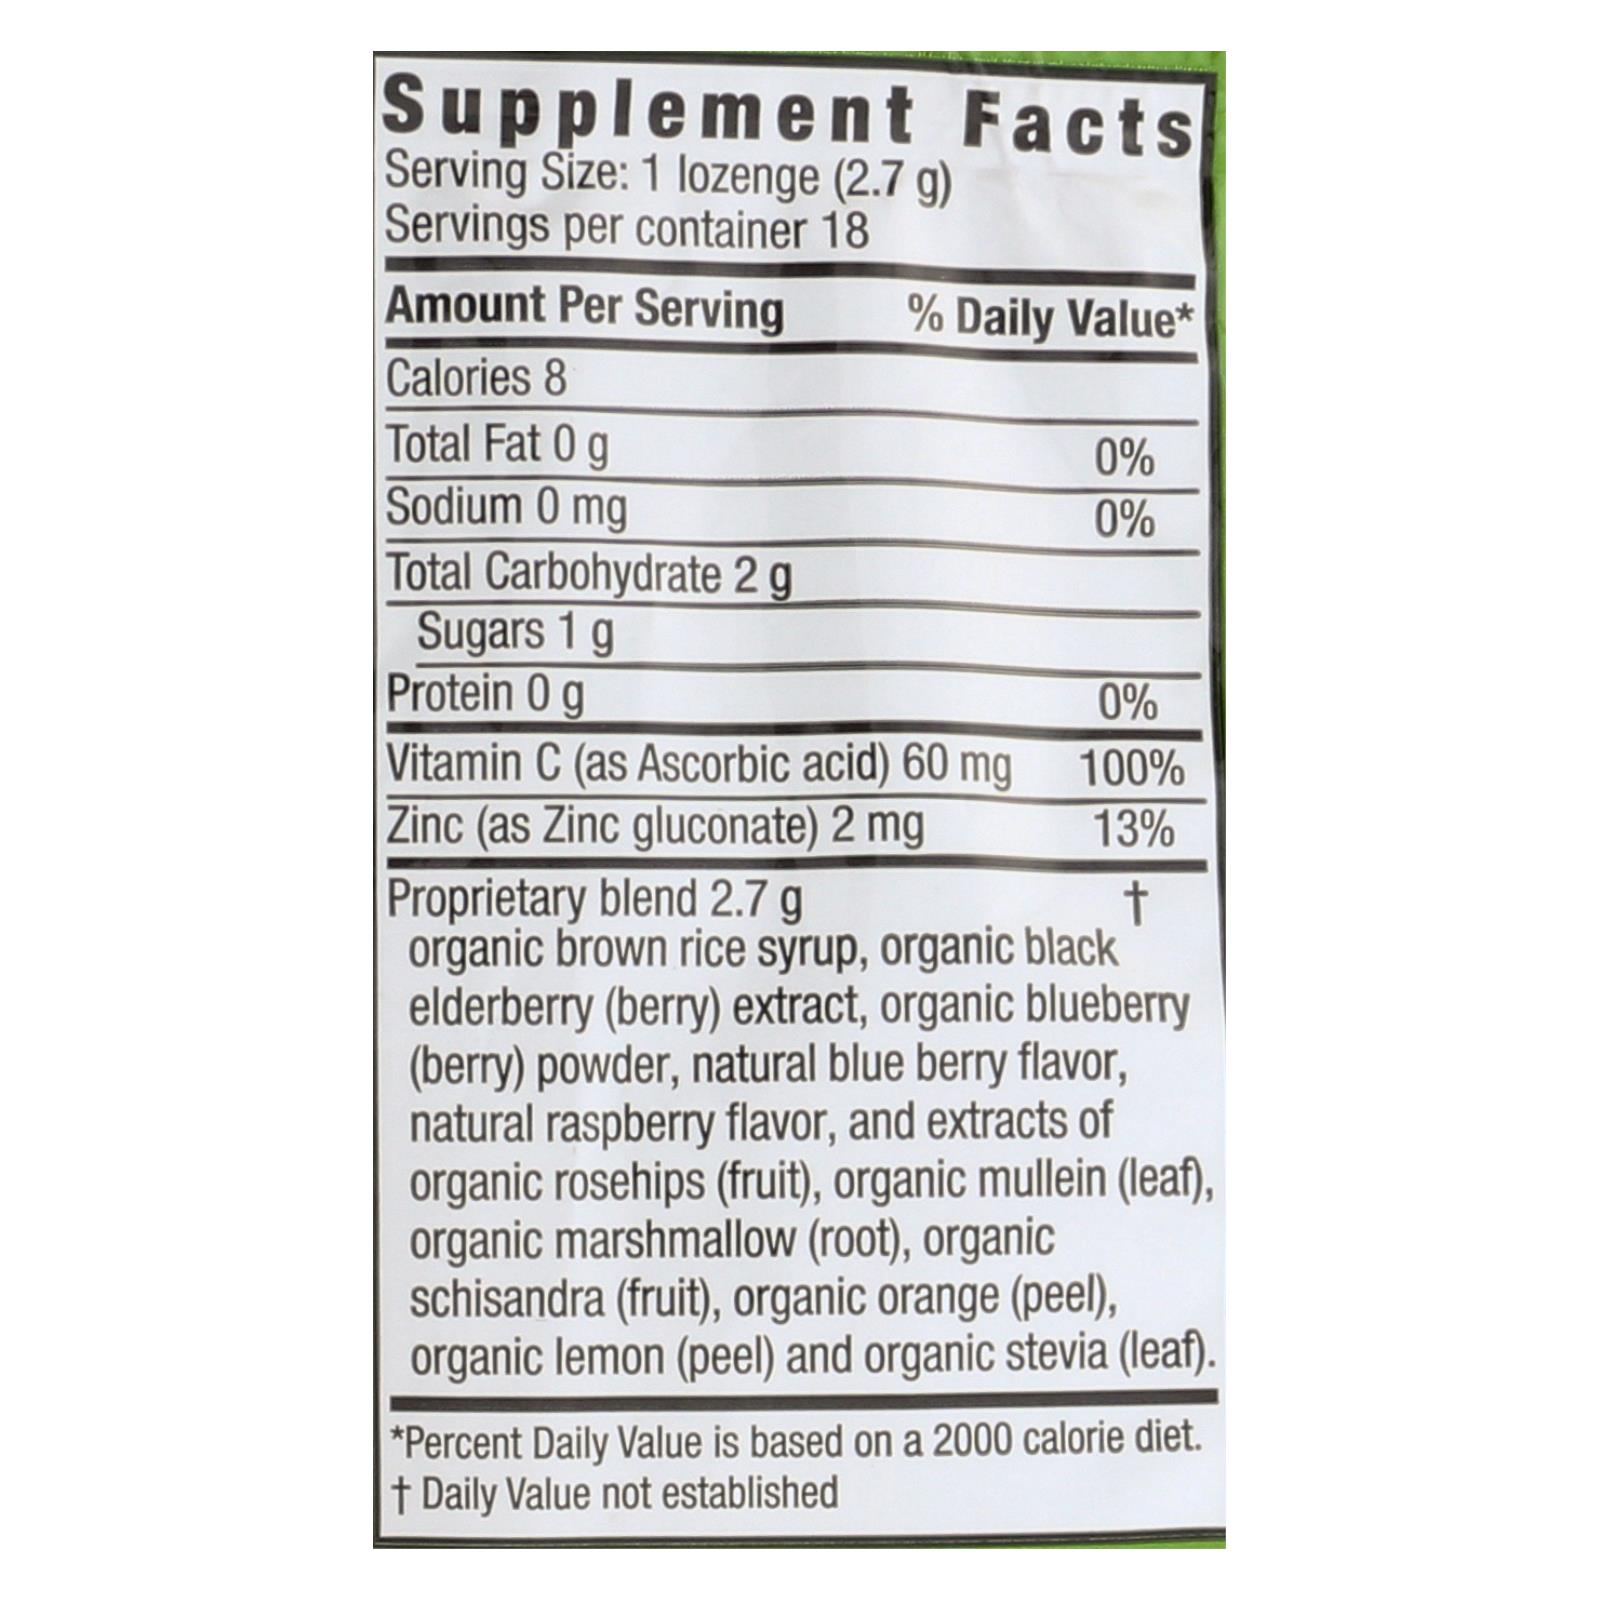 Supplement Facts
Serving Size: 1 lozenge (2.7 g)
Servings per container 18
Amount Per Serving % Daily Value*
Calories 8
Total Fat 0 g 0%
Sodium 0 mg 0%
Total Carbohydrate 2 g
Sugars 1 g
Protein 0 g 0%
Vitamin C (as Ascorbic acid) 60 mg 100%
Zinc (as Zinc gluconate) 2 mg 13%
Proprietary blend 2.7 g †
organic brown rice syrup, organic black
elderberry (berry) extract, organic blueberry
(berry) powder, natural blue berry flavor,
natural raspberry flavor, and extracts of
organic rosehips (fruit), organic mullein (leaf),
organic marshmallow (root), organic
schisandra (fruit), organic orange (peel),
organic lemon (peel) and organic stevia (leaf).
*Percent Daily Value is based on a 2000 calorie diet.
† Daily Value not established